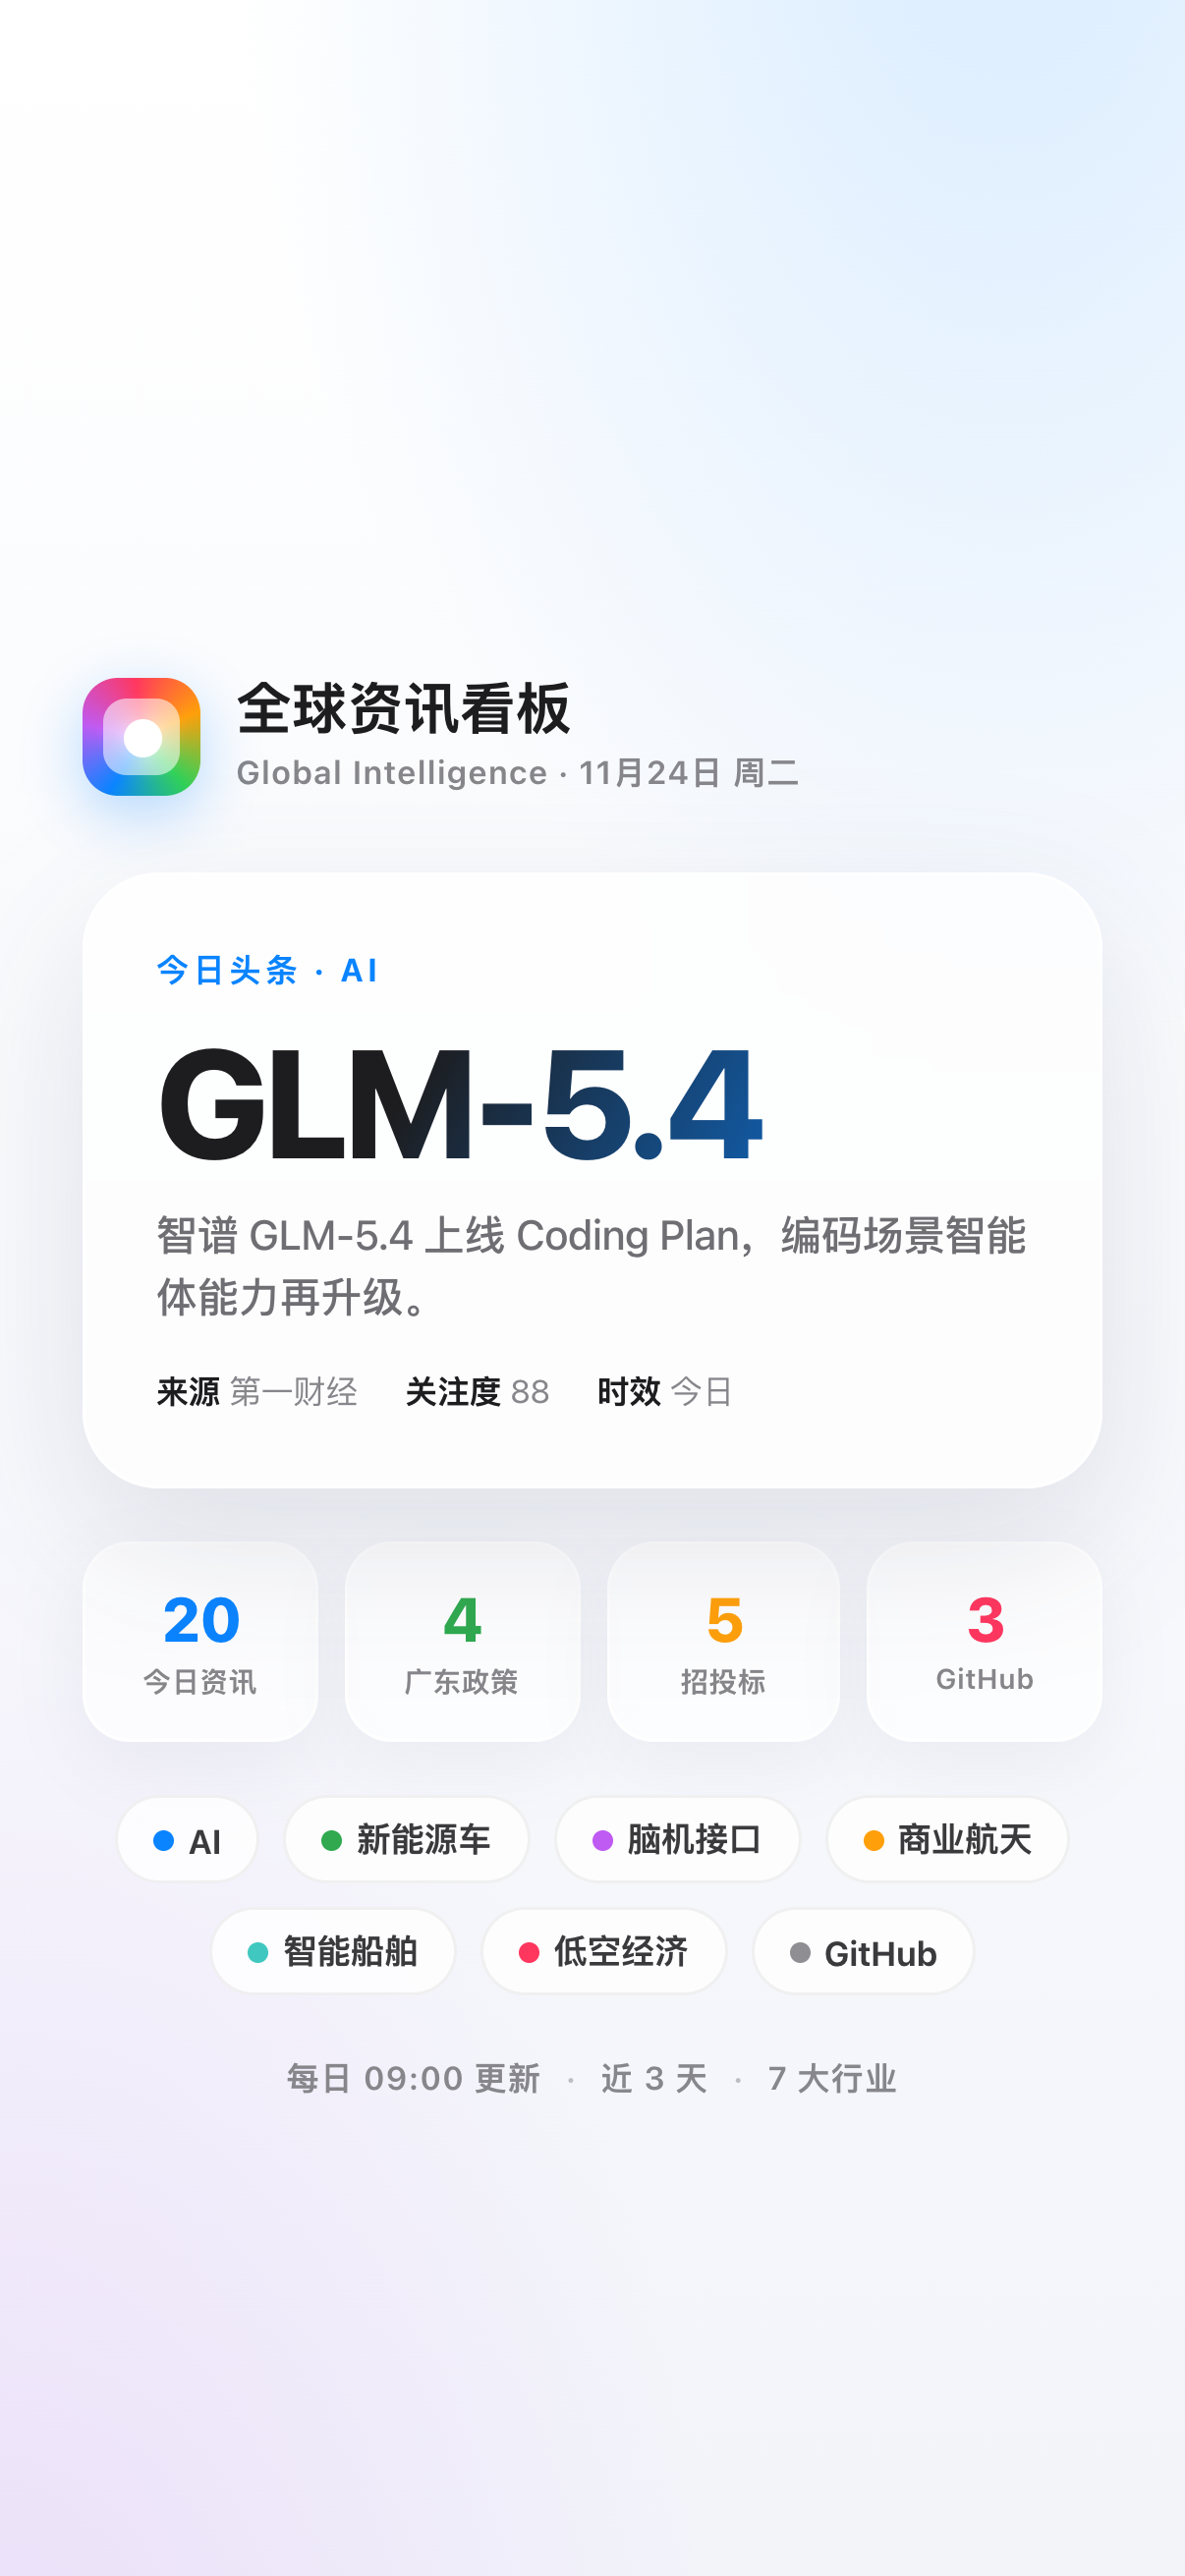 全球资讯看板
Global Intelligence · 11月24日 周二
今日头条 · AI
GLM-5.4
智谱 GLM-5.4 上线 Coding Plan，编码场景智能
体能力再升级。
来源 第一财经 关注度 88 时效 今日
20 4 5 3
今日资讯 广东政策 招投标 GitHub
AI 新能源车 脑机接口 商业航天
智能船舶 低空经济 GitHub
每日 09:00 更新 · 近 3 天 · 7 大行业